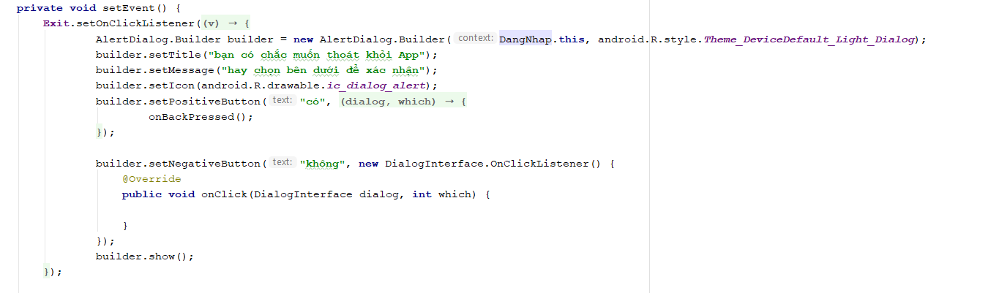 private void setEvent() {
Exit.setOnClickListener((v) → {
AlertDialog.Builder builder = new AlertDialog.Builder( context: DangNhap.this, android.R.style.Theme_DeviceDefault_Light_Dialog);
builder.setTitle("bạn có chắc muốn thoát khỏi App");
builder.setMessage("hay chọn bên dưới để xác nhận");
builder.setIcon(android.R.drawable.ic_dialog_alert);
builder.setPositiveButton( text: "có", (dialog, which) → {
onBackPressed();
});
builder.setNegativeButton( text: "không", new DialogInterface.OnClickListener() {
@Override
public void onClick(DialogInterface dialog, int which) {
}
});
builder.show();
});